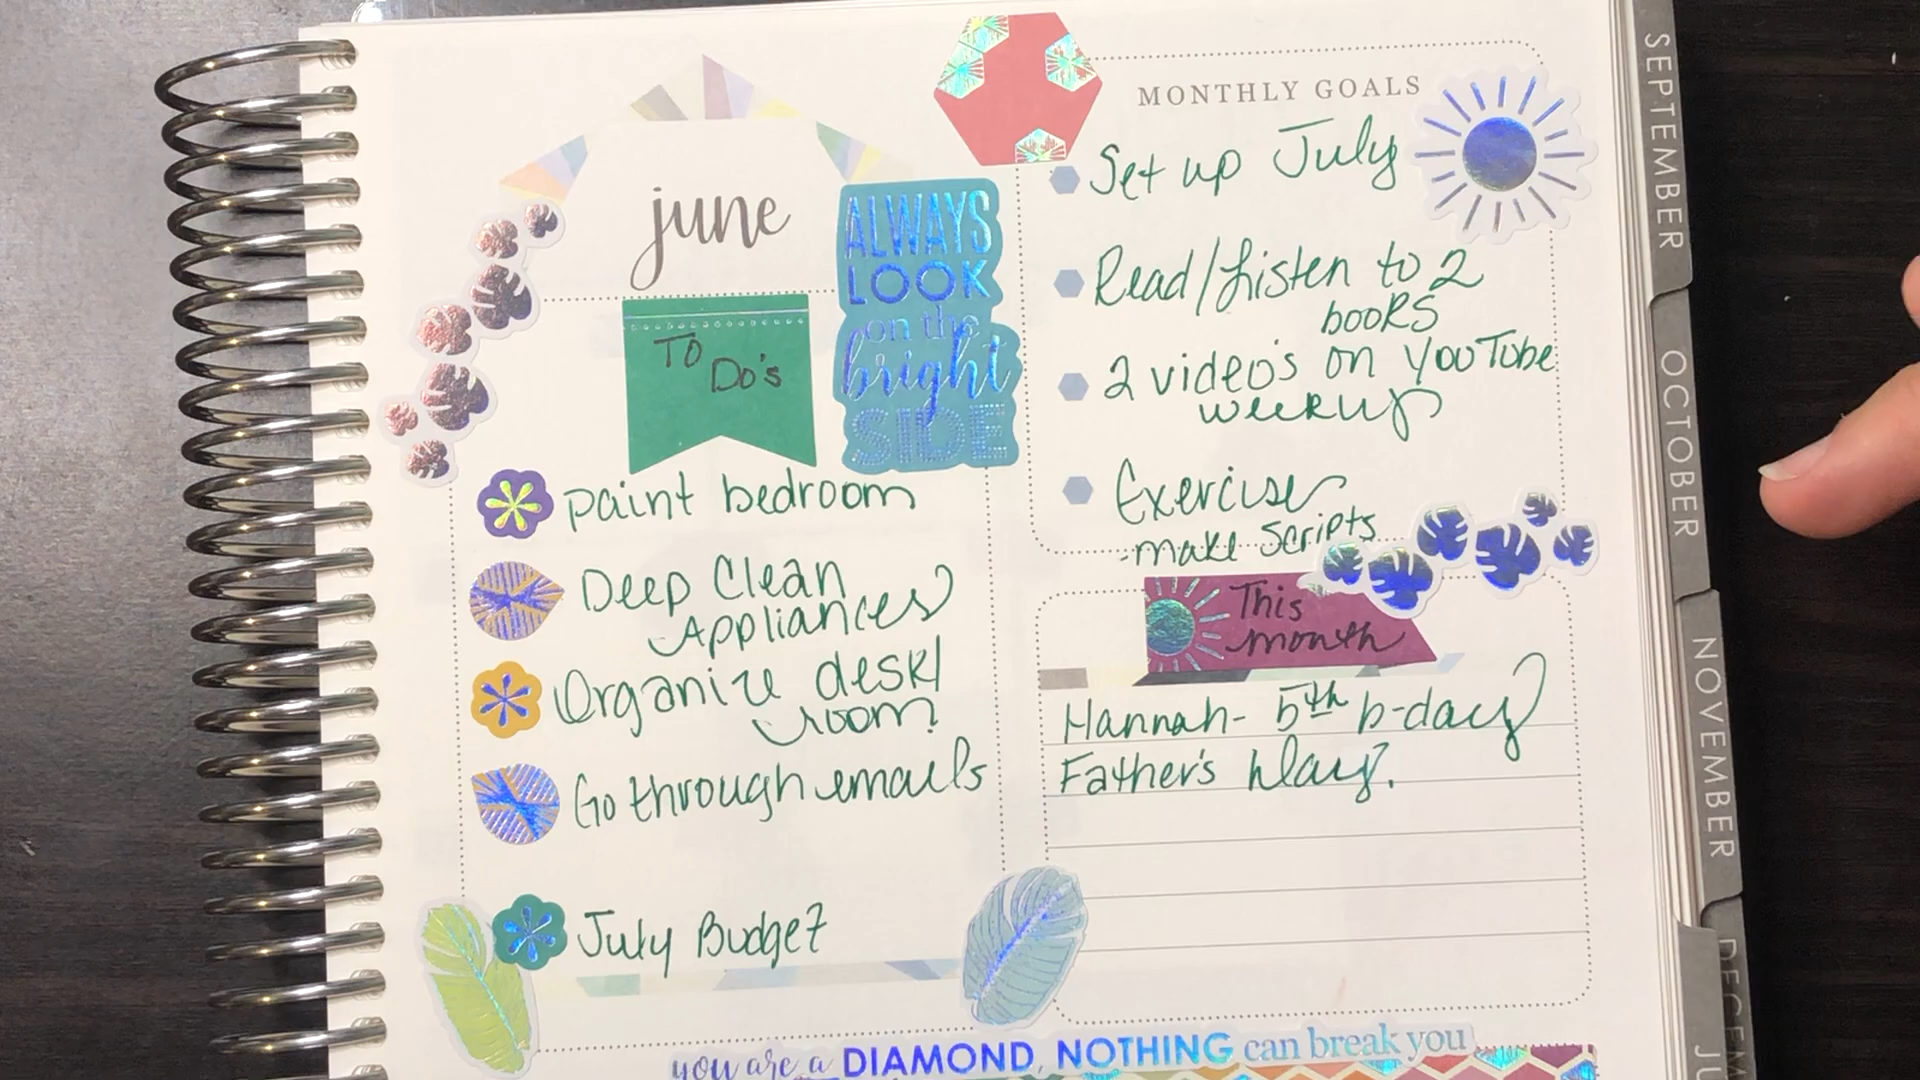 june
TO
DO's
ALWAYS
LOOK
on the
bright
SIDE
paint bedroom
Deep Clean
Appliances
Organize desk/
room!
Go through emails
July Budget
MONTHLY GOALS
Set up July
Read/Listen to 2
books
2 video's on YouTube
weekly
Exercise
-make scripts
This
month
Hannah- 5th b-day
Father's Day.
you are a DIAMOND, NOTHING can break you
SEPTEMBER
OCTOBER
NOVEMBER
DECEM
JU